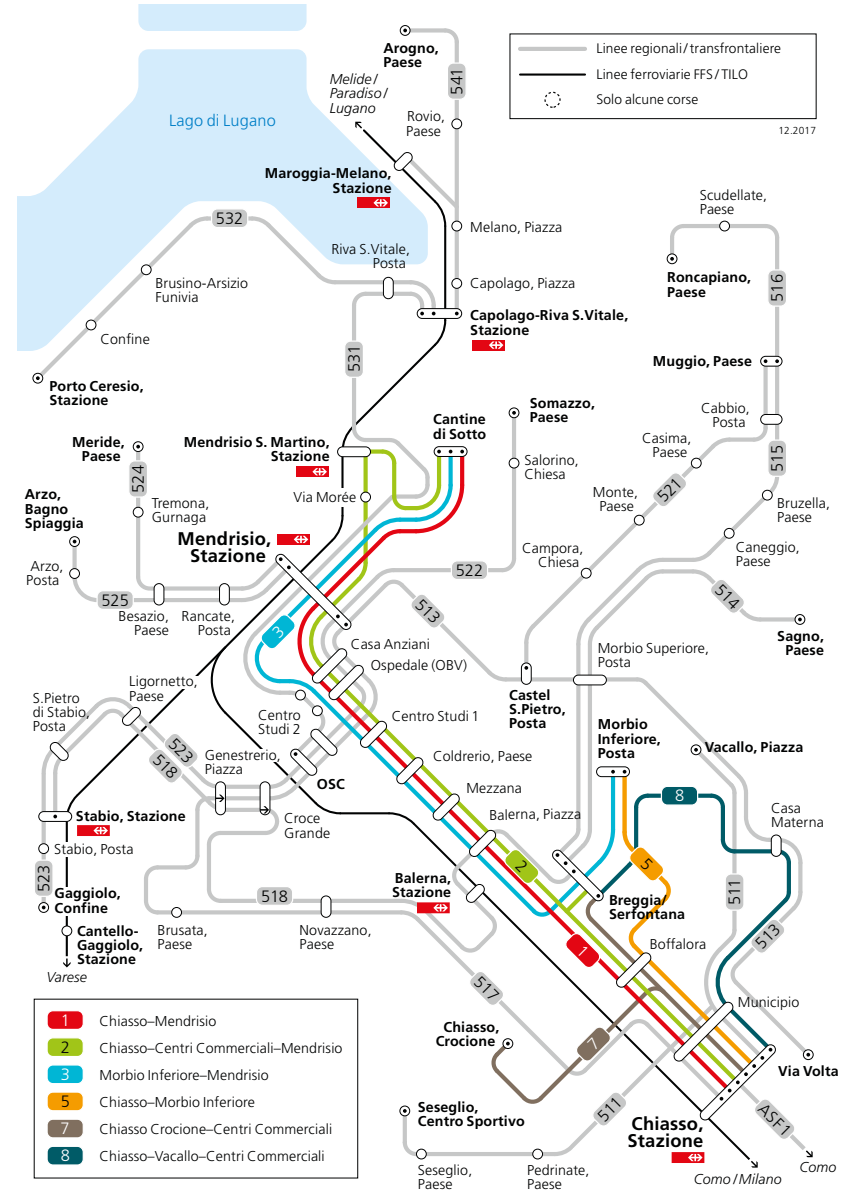 Arogno,
Paese
Linee regionali/transfrontaliere
Linee ferroviarie FFS/TILO
Solo alcune corse
12.2017
Melide/
Paradiso/
Lugano
541
Lago di Lugano
Rovio,
Paese
Maroggia-Melano,
Stazione
Scudellate,
Paese
532
Melano, Piazza
Riva S.Vitale,
Posta
Roncapiano,
Paese
516
Brusino-Arsizio
Funivia
Capolago, Piazza
Confine
Capolago-Riva S.Vitale,
Stazione
531
Muggio, Paese
Porto Ceresio,
Stazione
Somazzo,
Paese
Cabbio,
Posta
Cantine
di Sotto
Meride,
Paese
Mendrisio S. Martino,
Stazione
Casima,
Paese
515
Salorino,
Chiesa
524
521
Arzo,
Bagno
Spiaggia
Tremona,
Gurnaga
Via Morée
Monte,
Paese
Bruzella,
Paese
Mendrisio,
Stazione
Caneggio,
Paese
Campora,
Chiesa
Arzo,
Posta
522
525
513
514
Besazio,
Paese
Rancate,
Posta
3
Sagno,
Paese
Casa Anziani
Ospedale (OBV)
Morbio Superiore,
Posta
Ligornetto,
Paese
S.Pietro
di Stabio,
Posta
Castel
S.Pietro,
Posta
Centro
Studi 2
Centro Studi 1
Morbio
Inferiore,
Posta
523
518
Genestrerio,
Piazza
Coldrerio, Paese
Vacallo, Piazza
OSC
Mezzana
8
Stabio, Stazione
Croce
Grande
Balerna, Piazza
Casa
Materna
Stabio, Posta
2
5
523
Balerna,
Stazione
511
Gaggiolo,
Confine
518
Breggia/
Serfontana
Brusata,
Paese
Novazzano,
Paese
513
Cantello-
Gaggiolo,
Stazione
1
Boffalora
Varese
517
Municipio
1 Chiasso–Mendrisio
2 Chiasso–Centri Commerciali–Mendrisio
3 Morbio Inferiore–Mendrisio
5 Chiasso–Morbio Inferiore
7 Chiasso Crocione–Centri Commerciali
8 Chiasso–Vacallo–Centri Commerciali
Chiasso,
Crocione
7
Via Volta
Seseglio,
Centro Sportivo
511
ASF1
Chiasso,
Stazione
Seseglio,
Paese
Pedrinate,
Paese
Como/Milano
Como